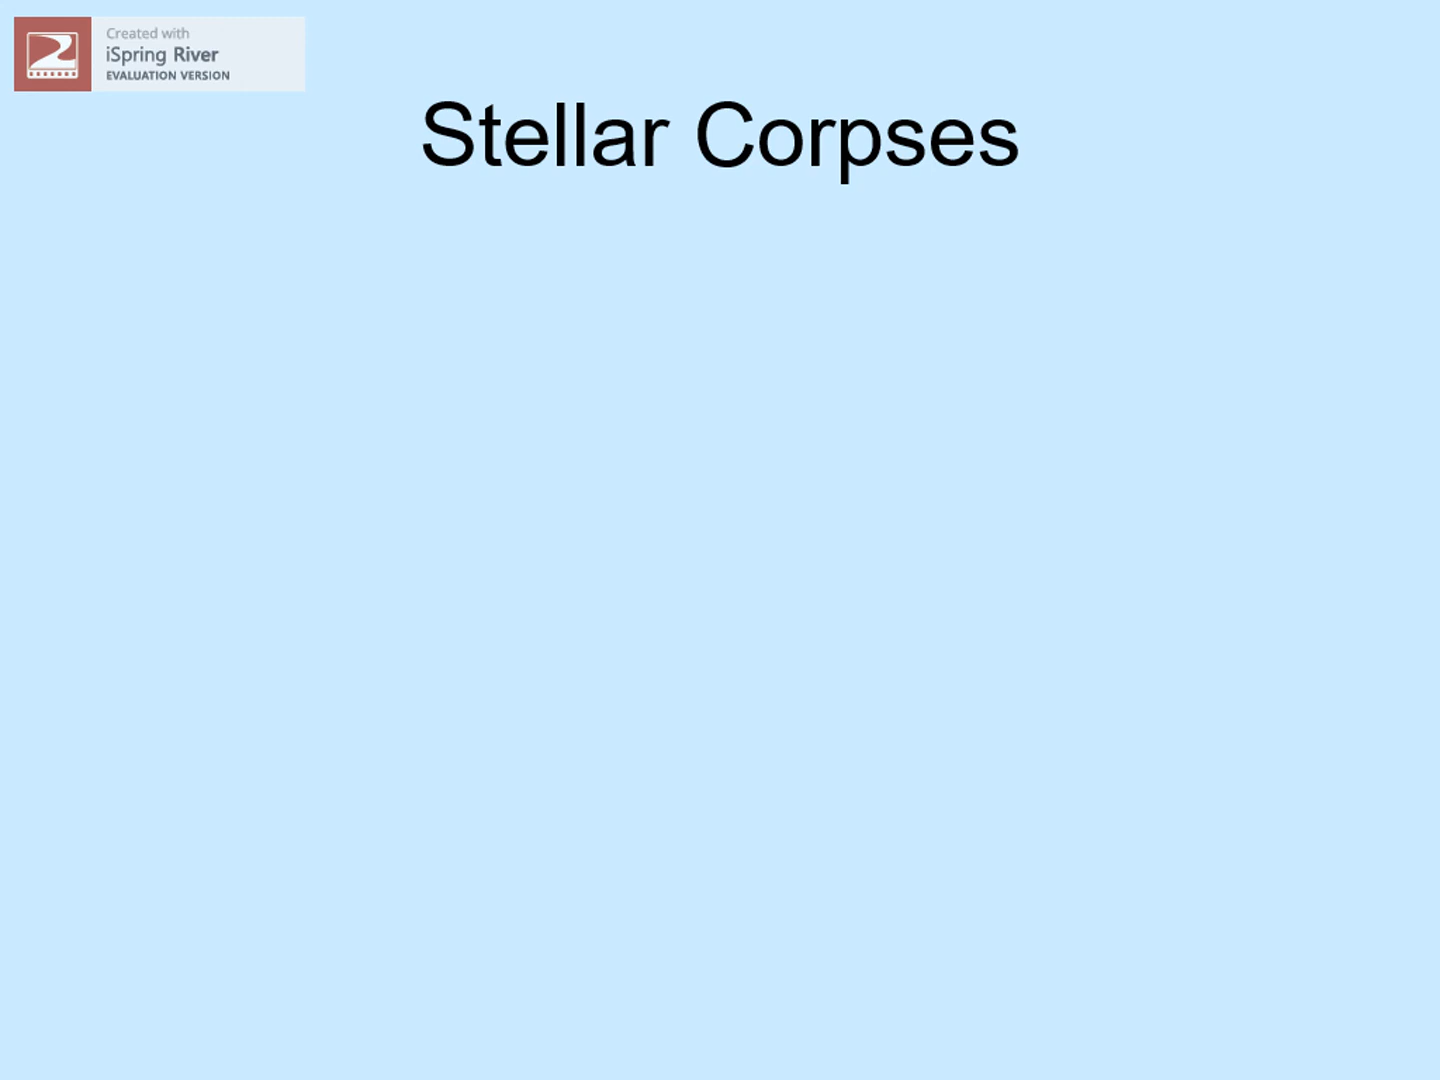 Created with
iSpring River
EVALUATION VERSION
Stellar Corpses